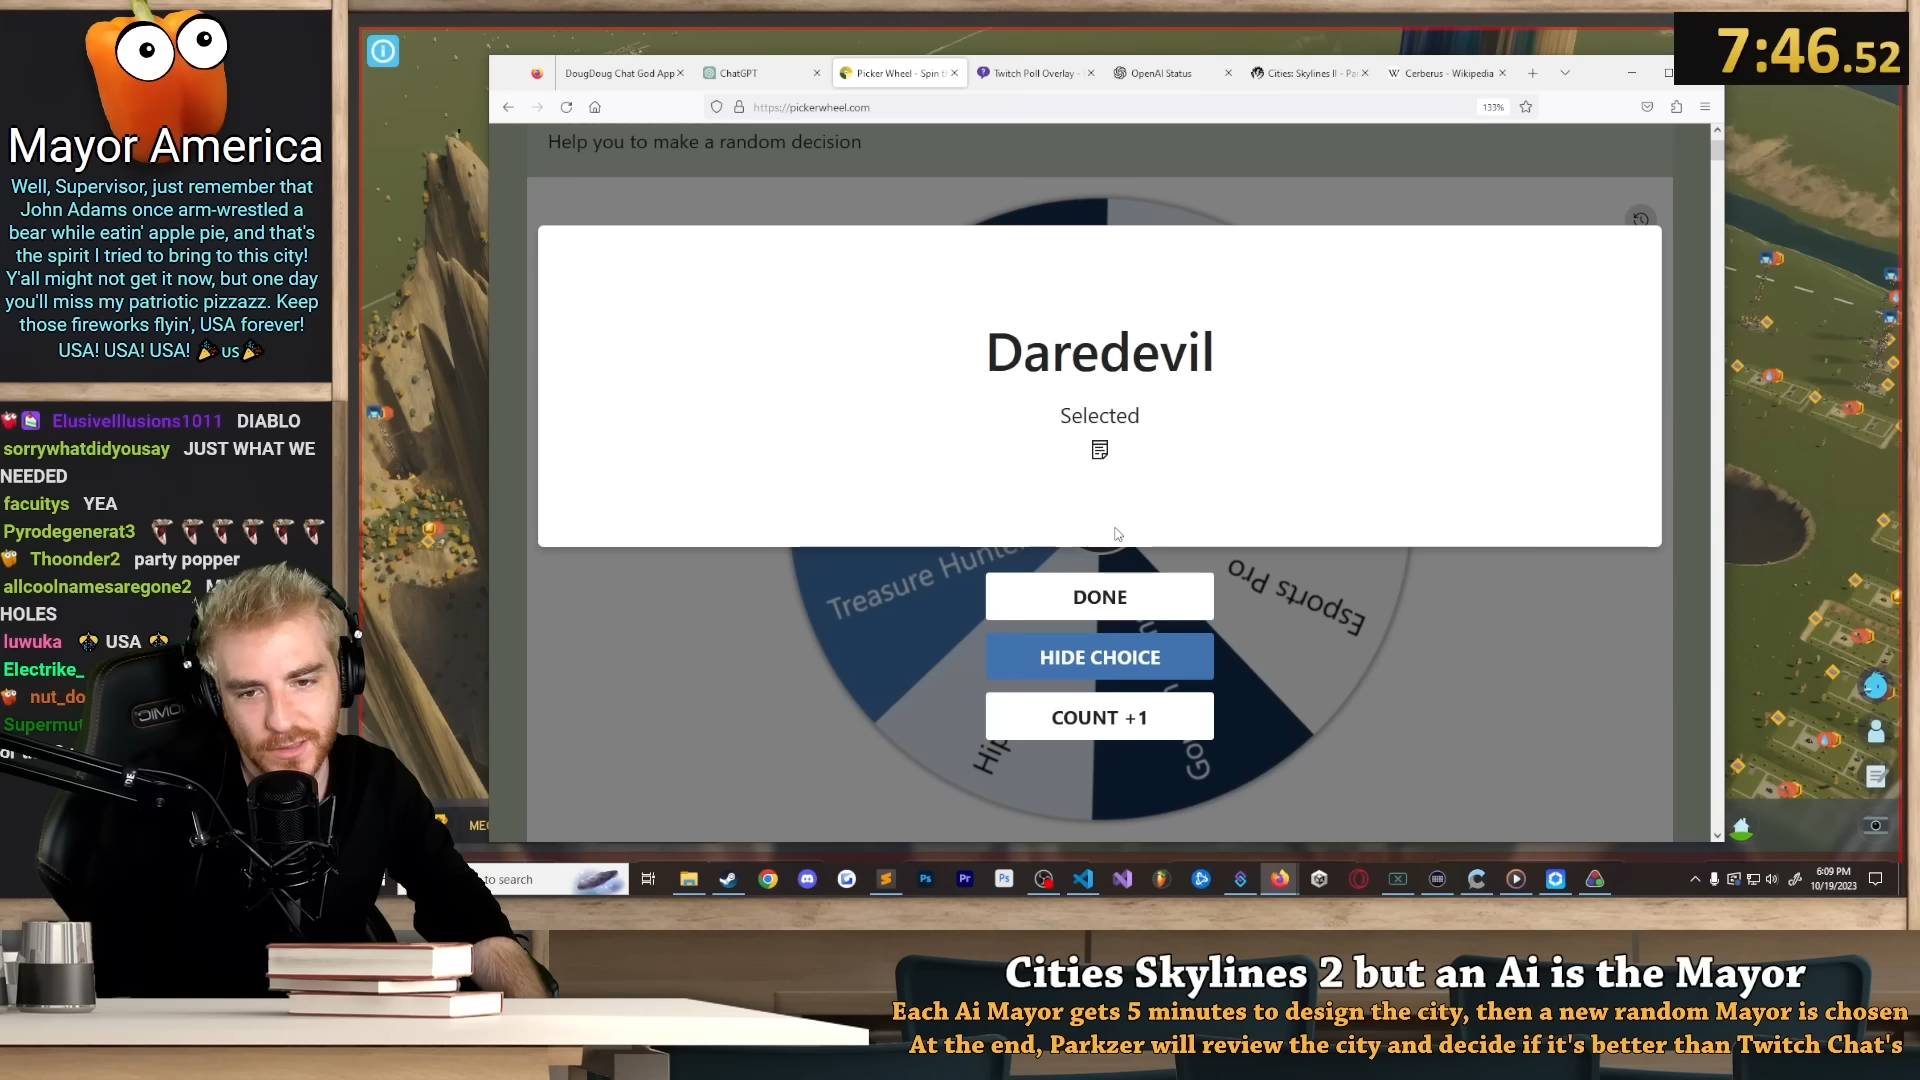 Mayor America
Well, Supervisor, just remember that
John Adams once arm-wrestled a
bear while eatin' apple pie, and that's
the spirit I tried to bring to this city!
Y'all might not get it now, but one day
you'll miss my patriotic pizzazz. Keep
those fireworks flyin', USA forever!
USA! USA! USA! 🎉 us 🎉
ElusiveIllusions1011 DIABLO
sorrywhatdidyousay JUST WHAT WE
NEEDED
facuitys YEA
Pyrodegenerat3
Thoonder2 party popper
allcoolnamesaregone2
HOLES
luwuka USA
Electrike_
nut_do
Supermut
7:46.52
DougDoug Chat God App
ChatGPT
Picker Wheel - Spin t
Twitch Poll Overlay -
OpenAI Status
Cities: Skylines II - Pa
Cerberus - Wikipedia
https://pickerwheel.com
133%
Help you to make a random decision
Daredevil
Selected
Treasure Hunte
Esports Pro
DONE
HIDE CHOICE
COUNT +1
Hip
Go
to search
Ps
Pr
Ps
6:09 PM
10/19/2023
Cities Skylines 2 but an Ai is the Mayor
Each Ai Mayor gets 5 minutes to design the city, then a new random Mayor is chosen
At the end, Parkzer will review the city and decide if it's better than Twitch Chat's